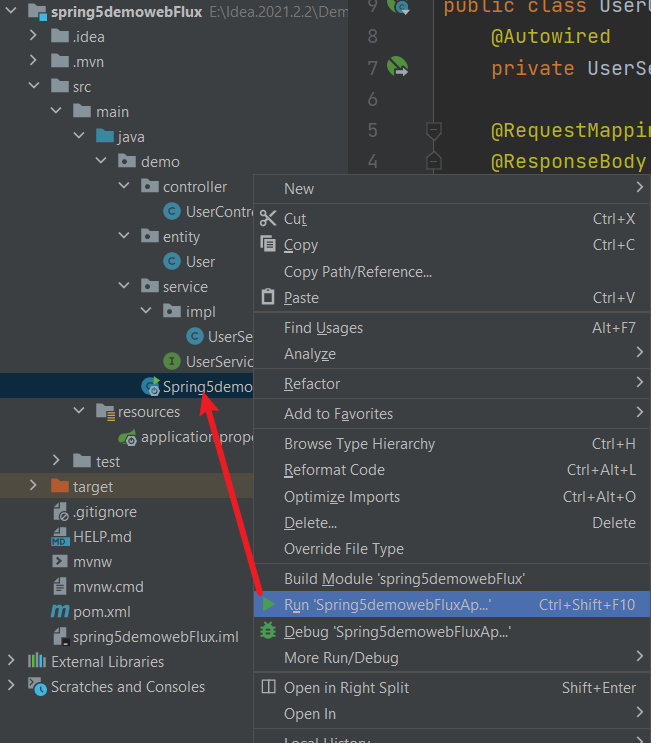 spring5demowebFlux E:\Idea.2021.2.2\Dem
.idea
.mvn
src
main
java
demo
controller
UserContr
entity
User
service
impl
UserSe
UserServic
Spring5demo
resources
application.prope
test
target
.gitignore
HELP.md
mvnw
mvnw.cmd
pom.xml
spring5demowebFlux.iml
External Libraries
Scratches and Consoles
9 public class User
8 @Autowired
7 private UserSe
6
5 @RequestMappin
4 @ResponseBody
New
Cut Ctrl+X
Copy Ctrl+C
Copy Path/Reference...
Paste Ctrl+V
Find Usages Alt+F7
Analyze
Refactor
Add to Favorites
Browse Type Hierarchy Ctrl+H
Reformat Code Ctrl+Alt+L
Optimize Imports Ctrl+Alt+O
Delete... Delete
Override File Type
Build Module 'spring5demowebFlux'
Run 'Spring5demowebFluxAp...' Ctrl+Shift+F10
Debug 'Spring5demowebFluxAp...'
More Run/Debug
Open in Right Split Shift+Enter
Open In
Local History